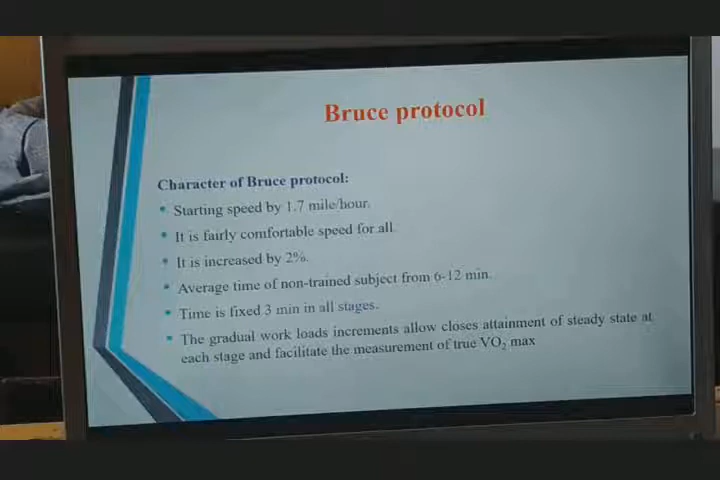 Bruce protocol
Character of Bruce protocol:
Starting speed by 1.7 mile/hour.
It is fairly comfortable speed for all.
It is increased by 2%.
Average time of non-trained subject from 6-12 min.
Time is fixed 3 min in all stages.
The gradual work loads increments allow closes attainment of steady state at
each stage and facilitate the measurement of true VO₂ max